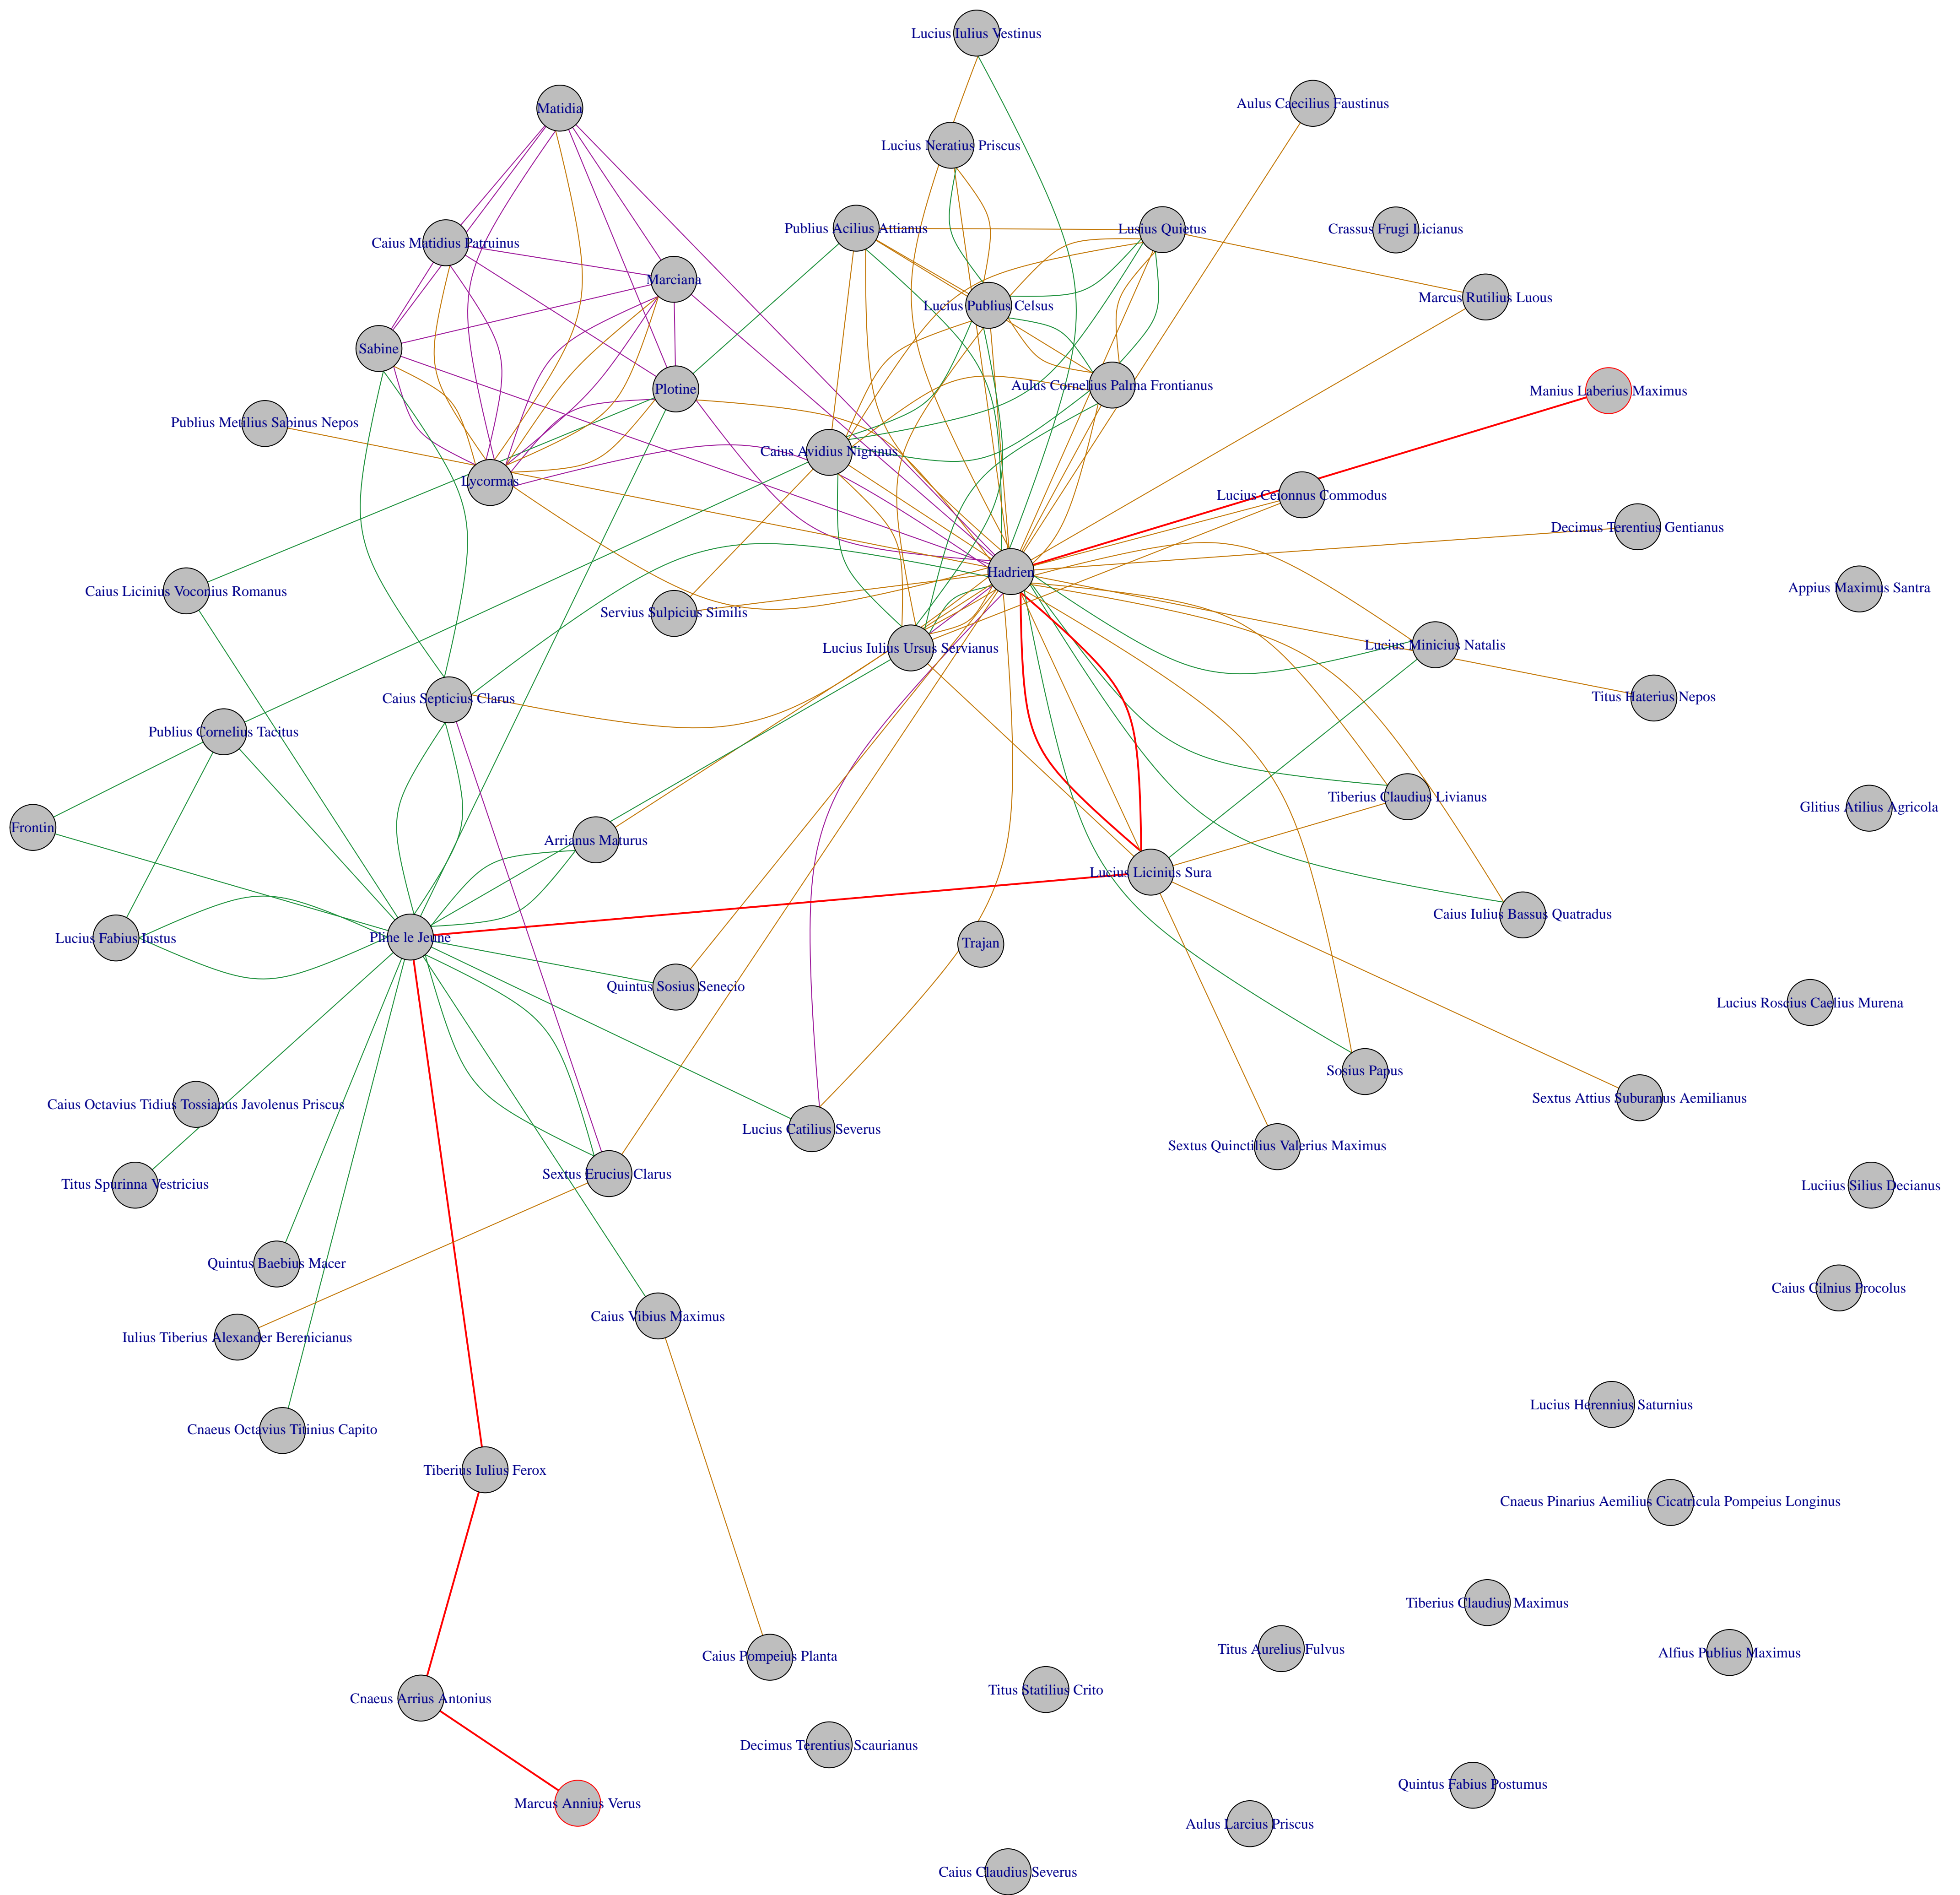 Lucius Iulius Vestinus
Matidia
Aulus Caecilius Faustinus
Lucius Neratius Priscus
Publius Acilius Attianus
Lusius Quietus
Crassus Frugi Licianus
Caius Matidius Patruinus
Marciana
Marcus Rutilius Luous
Lucius Publius Celsus
Sabine
Plotine
Aulus Cornelius Palma Frontianus
Manius Laberius Maximus
Publius Metilius Sabinus Nepos
Caius Avidius Nigrinus
Lycormas
Lucius Ceionnus Commodus
Decimus Terentius Gentianus
Hadrien
Caius Licinius Voconius Romanus
Appius Maximus Santra
Servius Sulpicius Similis
Lucius Iulius Ursus Servianus
Lucius Minicius Natalis
Caius Septicius Clarus
Titus Haterius Nepos
Publius Cornelius Tacitus
Tiberius Claudius Livianus
Glitius Atilius Agricola
Frontin
Arrianus Maturus
Lucius Licinius Sura
Caius Iulius Bassus Quatradus
Lucius Fabius Iustus
Pline le Jeune
Trajan
Quintus Sosius Senecio
Lucius Roscius Caelius Murena
Sosius Papus
Caius Octavius Tidius Tossianus Javolenus Priscus
Sextus Attius Suburanus Aemilianus
Lucius Catilius Severus
Sextus Quinctilius Valerius Maximus
Sextus Erucius Clarus
Titus Spurinna Vestricius
Luciius Silius Decianus
Quintus Baebius Macer
Caius Cilnius Procolus
Caius Vibius Maximus
Iulius Tiberius Alexander Berenicianus
Lucius Herennius Saturnius
Cnaeus Octavius Titinius Capito
Tiberius Iulius Ferox
Cnaeus Pinarius Aemilius Cicatricula Pompeius Longinus
Tiberius Claudius Maximus
Titus Aurelius Fulvus
Alfius Publius Maximus
Caius Pompeius Planta
Titus Statilius Crito
Cnaeus Arrius Antonius
Decimus Terentius Scaurianus
Quintus Fabius Postumus
Marcus Annius Verus
Aulus Larcius Priscus
Caius Claudius Severus